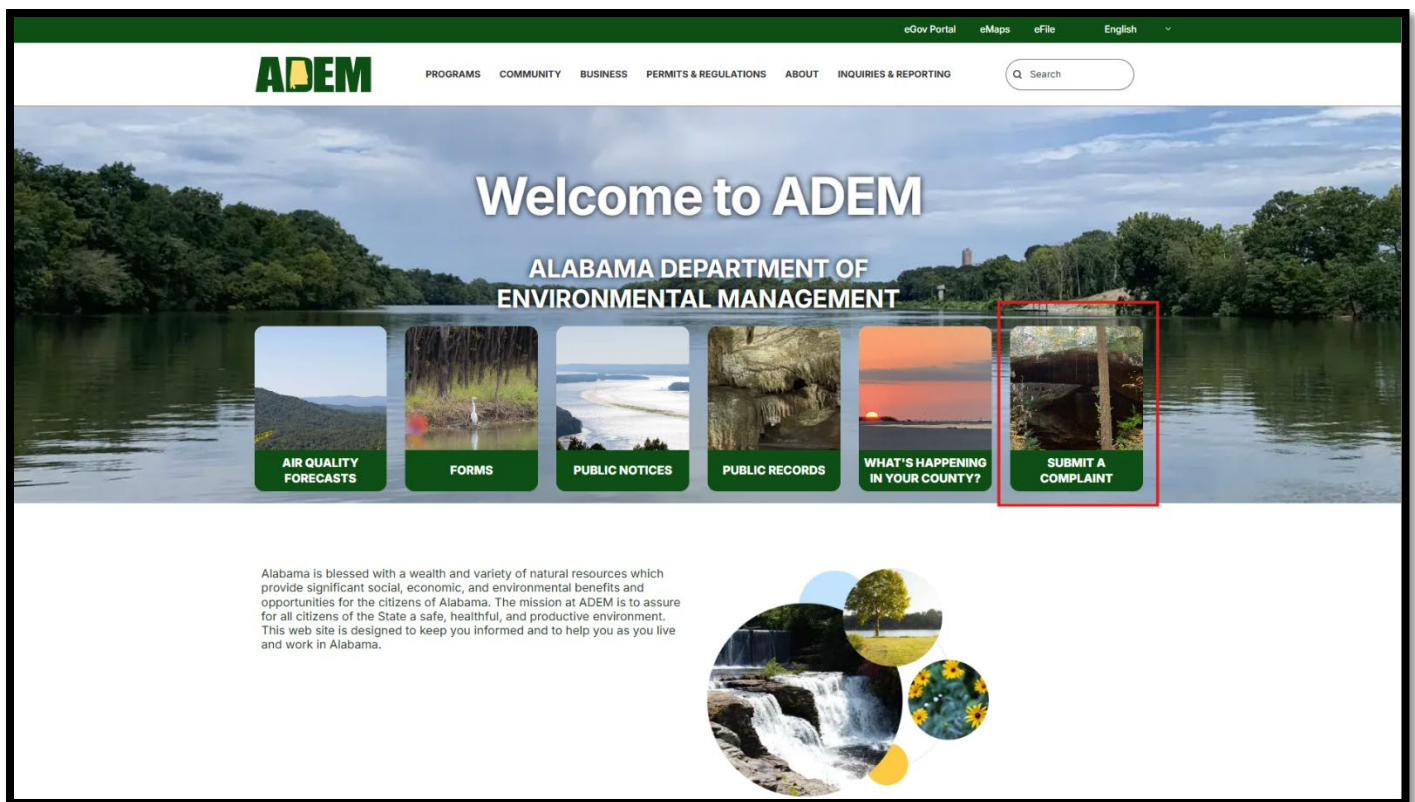 eGov Portal eMaps eFile English
ADEM
PROGRAMS COMMUNITY BUSINESS PERMITS & REGULATIONS ABOUT INQUIRIES & REPORTING Search
Welcome to ADEM
ALABAMA DEPARTMENT OF
ENVIRONMENTAL MANAGEMENT
AIR QUALITY
FORECASTS
FORMS
PUBLIC NOTICES
PUBLIC RECORDS
WHAT'S HAPPENING
IN YOUR COUNTY?
SUBMIT A
COMPLAINT
Alabama is blessed with a wealth and variety of natural resources which
provide significant social, economic, and environmental benefits and
opportunities for the citizens of Alabama. The mission at ADEM is to assure
for all citizens of the State a safe, healthful, and productive environment.
This web site is designed to keep you informed and to help you as you live
and work in Alabama.